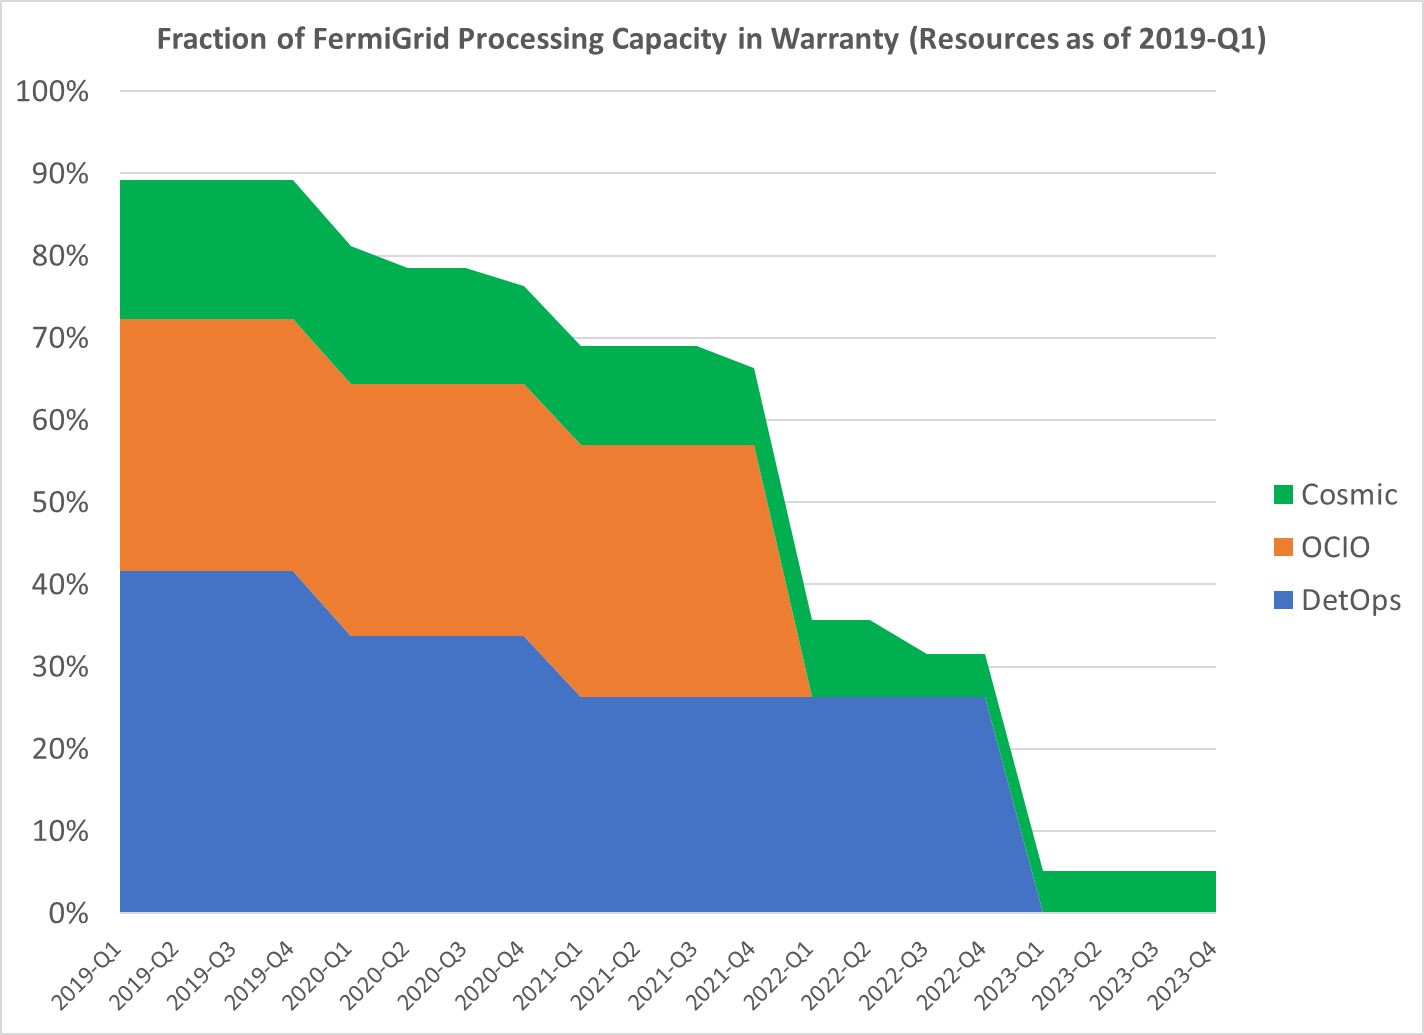 Fraction of FermiGrid Processing Capacity in Warranty (Resources as of 2019-Q1)
100%
90%
80%
70%
60%
50%
40%
30%
20%
10%
0%
2019-Q1
2019-Q2
2019-Q3
2019-Q4
2020-Q1
2020-Q2
2020-Q3
2020-Q4
2021-Q1
2021-Q2
2021-Q3
2021-Q4
2022-Q1
2022-Q2
2022-Q3
2022-Q4
2023-Q1
2023-Q2
2023-Q3
2023-Q4
Cosmic
OCIO
DetOps